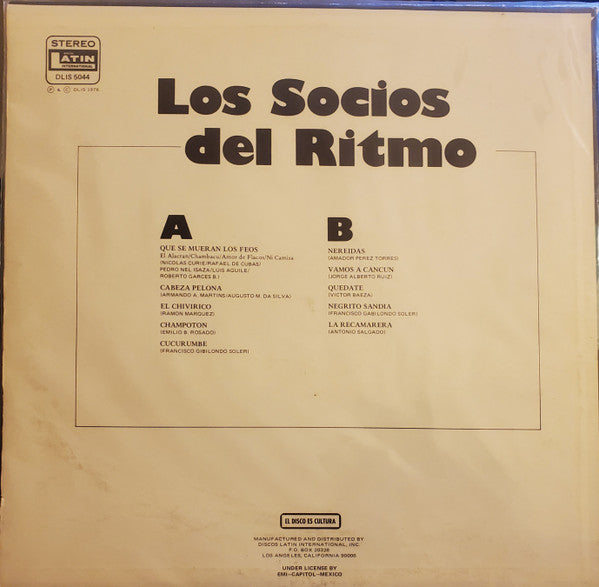 STEREO
LATIN
INTERNATIONAL
DLIS 5044
Ⓟ & © DLIS 1976
Los Socios
del Ritmo
A
QUE SE MUERAN LOS FEOS
El Alacran/Chambacu/Amor de Flacos/Ni Camisa
(NICOLAS CURIE/RAFAEL DE CUBAS/
PEDRO NEL ISAZA/LUIS AGUILE/
ROBERTO GARCES B.)
CABEZA PELONA
(ARMANDO A. MARTINS/AUGUSTO M. DA SILVA)
EL CHIVIRICO
(RAMON MARQUEZ)
CHAMPOTON
(EMILIO B. ROSADO)
CUCURUMBE
(FRANCISCO GIBILONDO SOLER)
B
NEREIDAS
(AMADOR PEREZ TORRES)
VAMOS A CANCUN
(JORGE ALBERTO RUIZ)
QUEDATE
(VICTOR BAEZA)
NEGRITO SANDIA
(FRANCISCO GABILONDO SOLER)
LA RECAMARERA
(ANTONIO SALGADO)
EL DISCO ES CULTURA
MANUFACTURED AND DISTRIBUTED BY
DISCOS LATIN INTERNATIONAL, INC.
P.O. BOX 20336
LOS ANGELES, CALIFORNIA 90006
UNDER LICENSE BY
EMI-CAPITOL-MEXICO